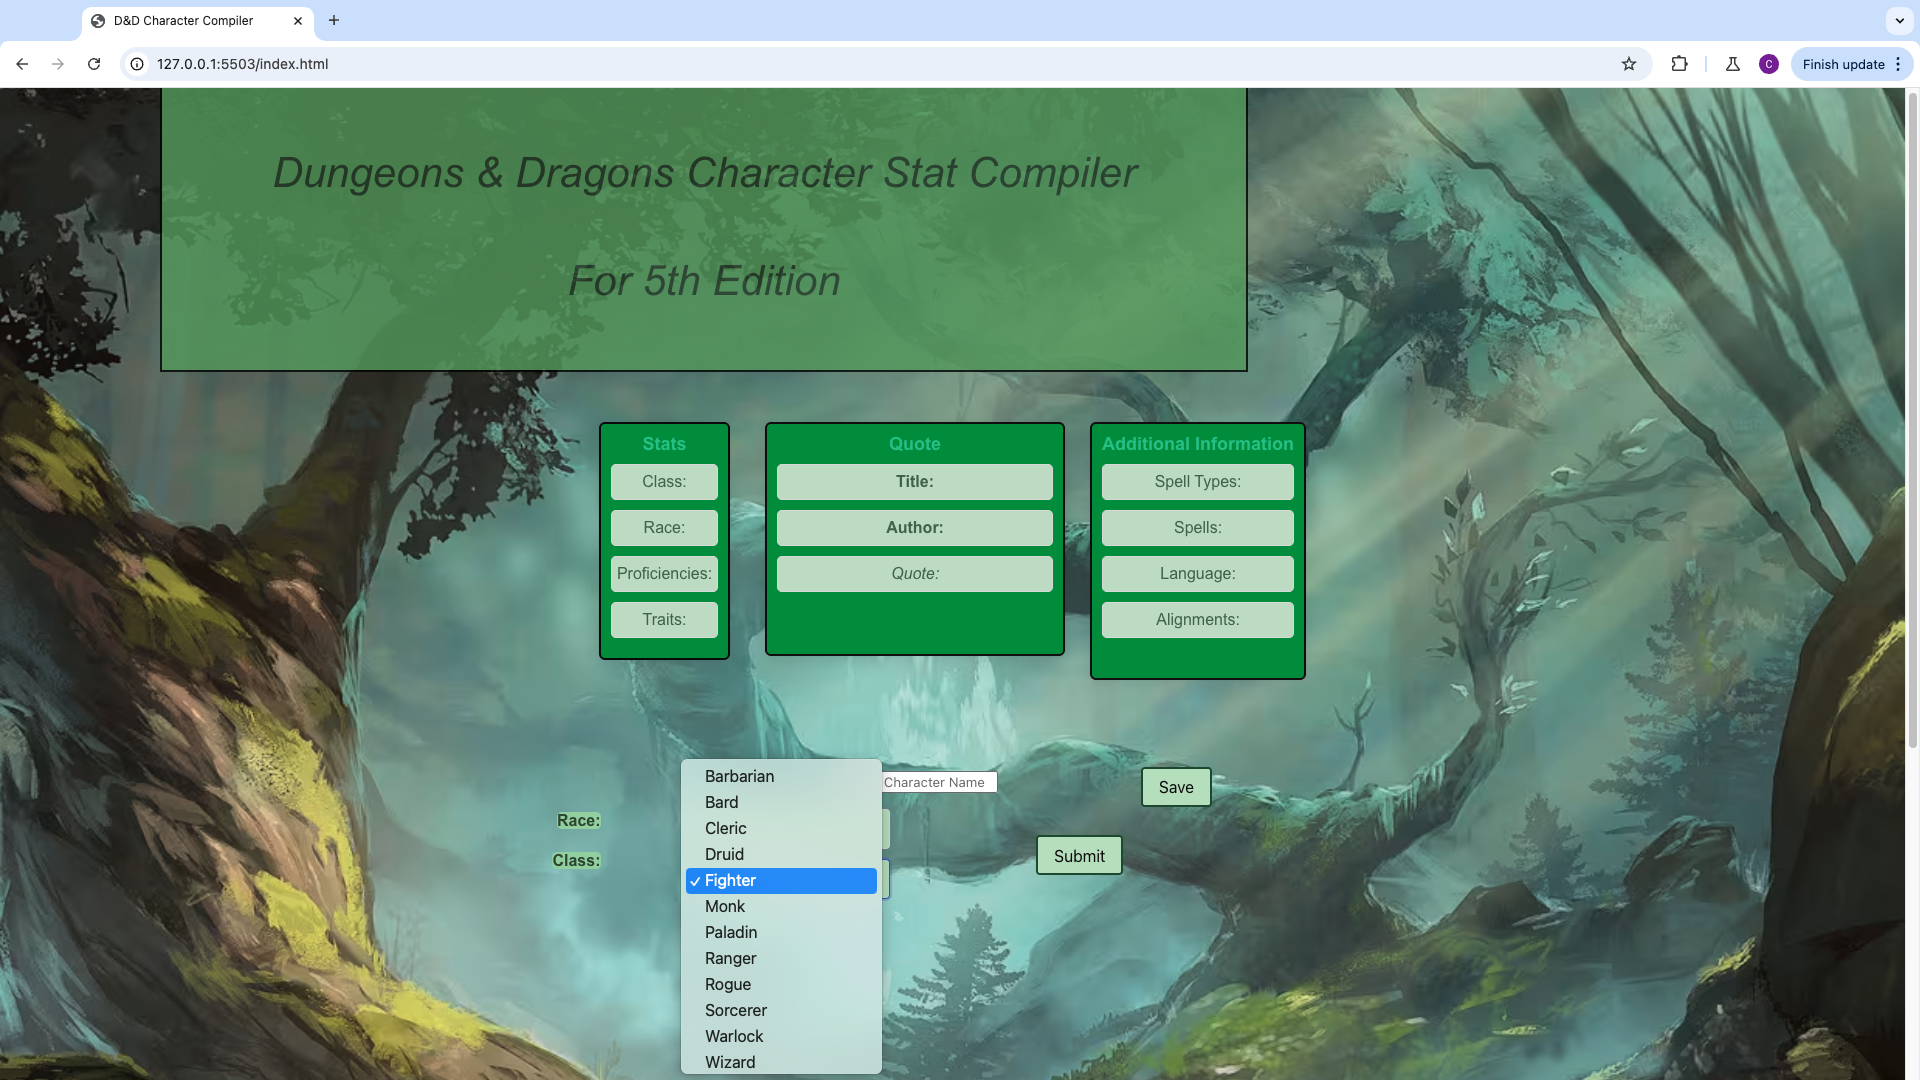 D&D Character Compiler
127.0.0.1:5503/index.html
C
Finish update
Dungeons & Dragons Character Stat Compiler
For 5th Edition
Stats
Class:
Race:
Proficiencies:
Traits:
Quote
Title:
Author:
Quote:
Additional Information
Spell Types:
Spells:
Language:
Alignments:
Character Name
Save
Race:
Class:
Submit
Barbarian
Bard
Cleric
Druid
✓ Fighter
Monk
Paladin
Ranger
Rogue
Sorcerer
Warlock
Wizard